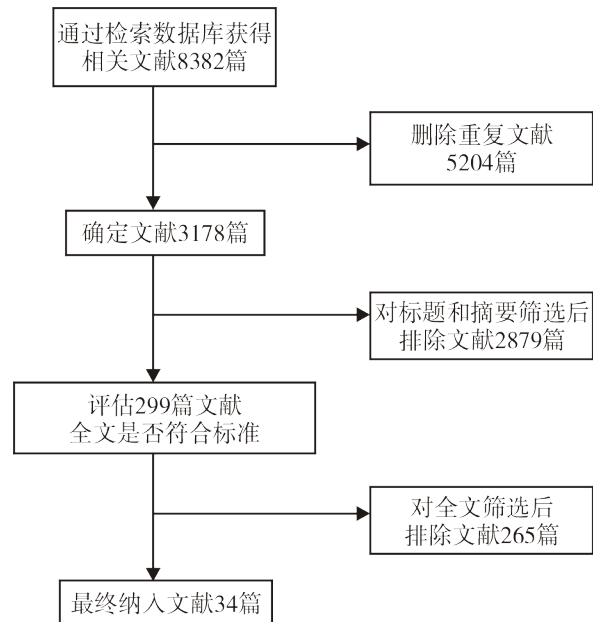 通过检索数据库获得
相关文献8382篇
删除重复文献
5204篇
确定文献3178篇
对标题和摘要筛选后
排除文献2879篇
评估299篇文献
全文是否符合标准
对全文筛选后
排除文献265篇
最终纳入文献34篇